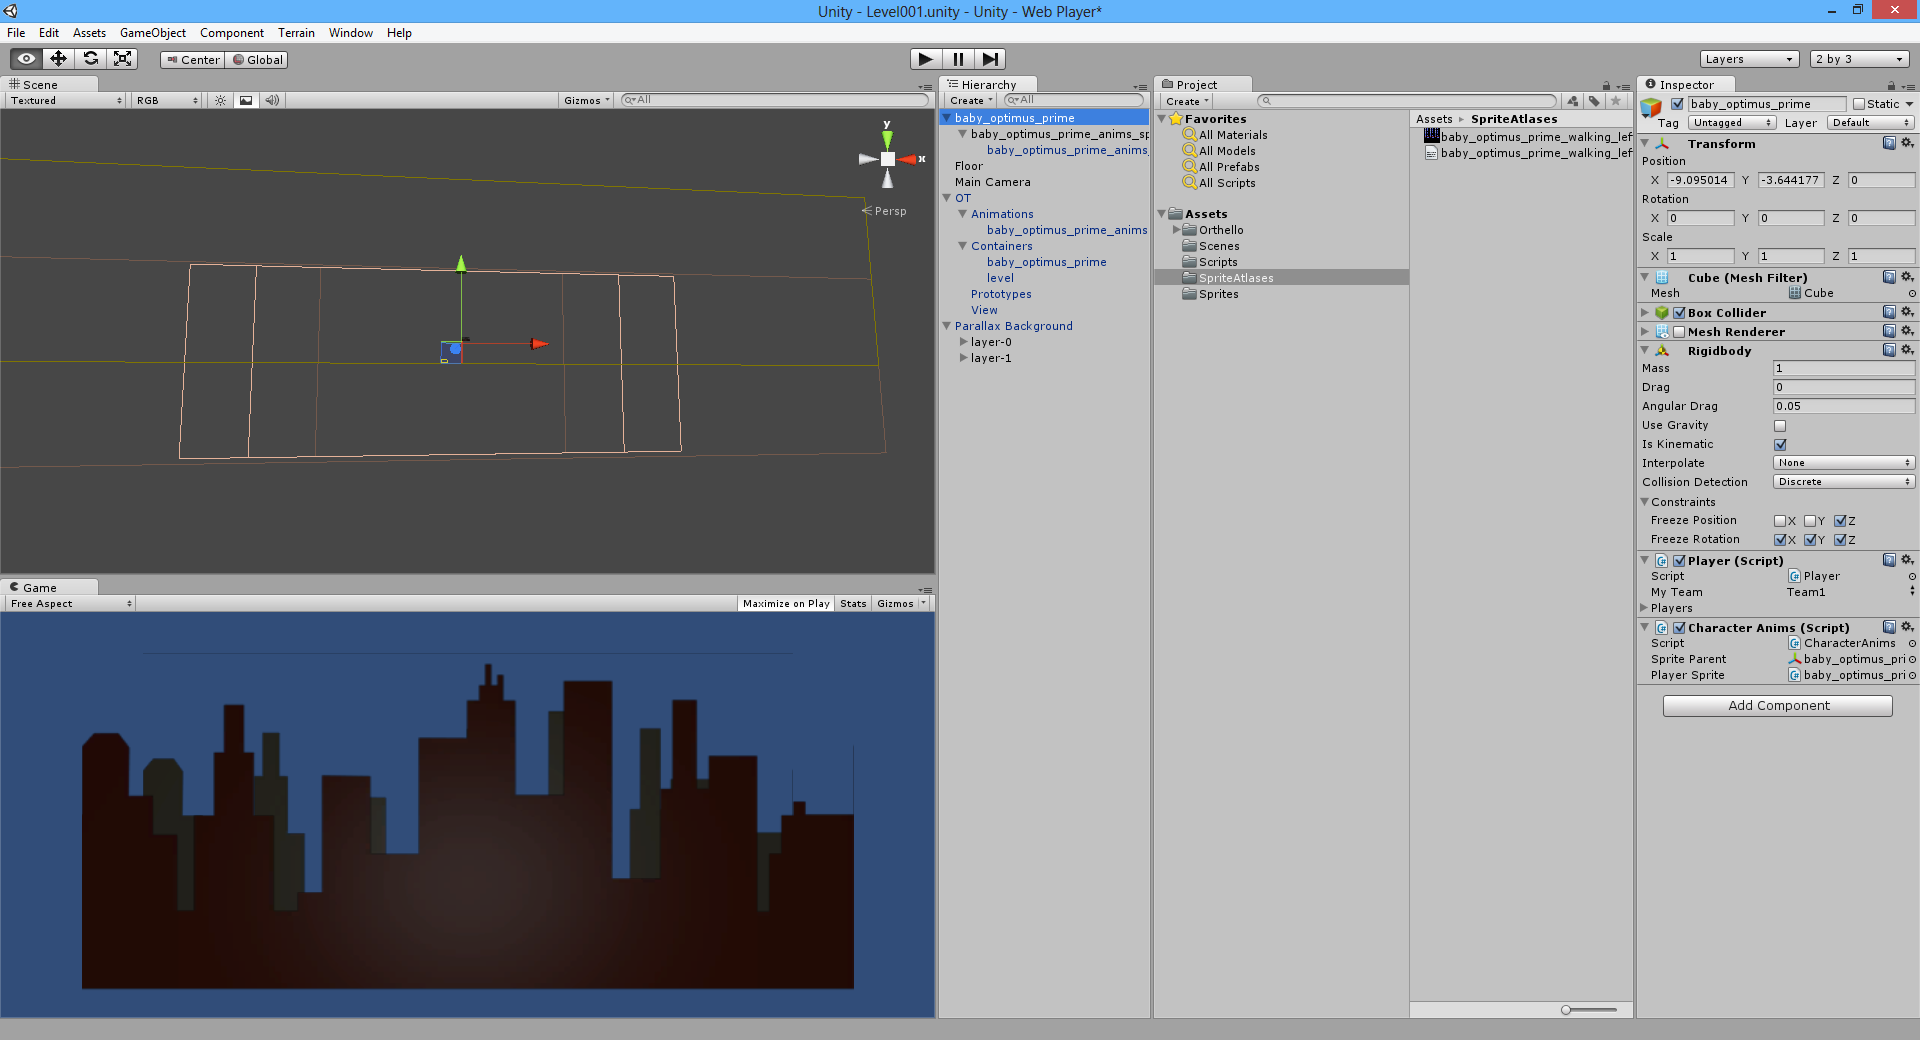 Unity - Level001.unity - Unity - Web Player*
File Edit Assets GameObject Component Terrain Window Help
Center Global Layers 2 by 3
Scene
Textured RGB Gizmos All
y
x
Persp
Game
Free Aspect Maximize on Play Stats Gizmos
Hierarchy
Create All
baby_optimus_prime
baby_optimus_prime_anims_sp
baby_optimus_prime_anims
Floor
Main Camera
OT
Animations
baby_optimus_prime_anims
Containers
baby_optimus_prime
level
Prototypes
View
Parallax Background
layer-0
layer-1
Project
Create
Favorites
All Materials
All Models
All Prefabs
All Scripts
Assets
Orthello
Scenes
Scripts
SpriteAtlases
Sprites
Assets SpriteAtlases
baby_optimus_prime_walking_lef
baby_optimus_prime_walking_lef
Inspector
baby_optimus_prime Static
Tag Untagged Layer Default
Transform
Position
X -9.095014 Y -3.644177 Z 0
Rotation
X 0 Y 0 Z 0
Scale
X 1 Y 1 Z 1
Cube (Mesh Filter)
Mesh Cube
Box Collider
Mesh Renderer
Rigidbody
Mass 1
Drag 0
Angular Drag 0.05
Use Gravity
Is Kinematic
Interpolate None
Collision Detection Discrete
Constraints
Freeze Position X Y Z
Freeze Rotation X Y Z
Player (Script)
Script Player
My Team Team1
Players
Character Anims (Script)
Script CharacterAnims
Sprite Parent baby_optimus_pri
Player Sprite baby_optimus_pri
Add Component